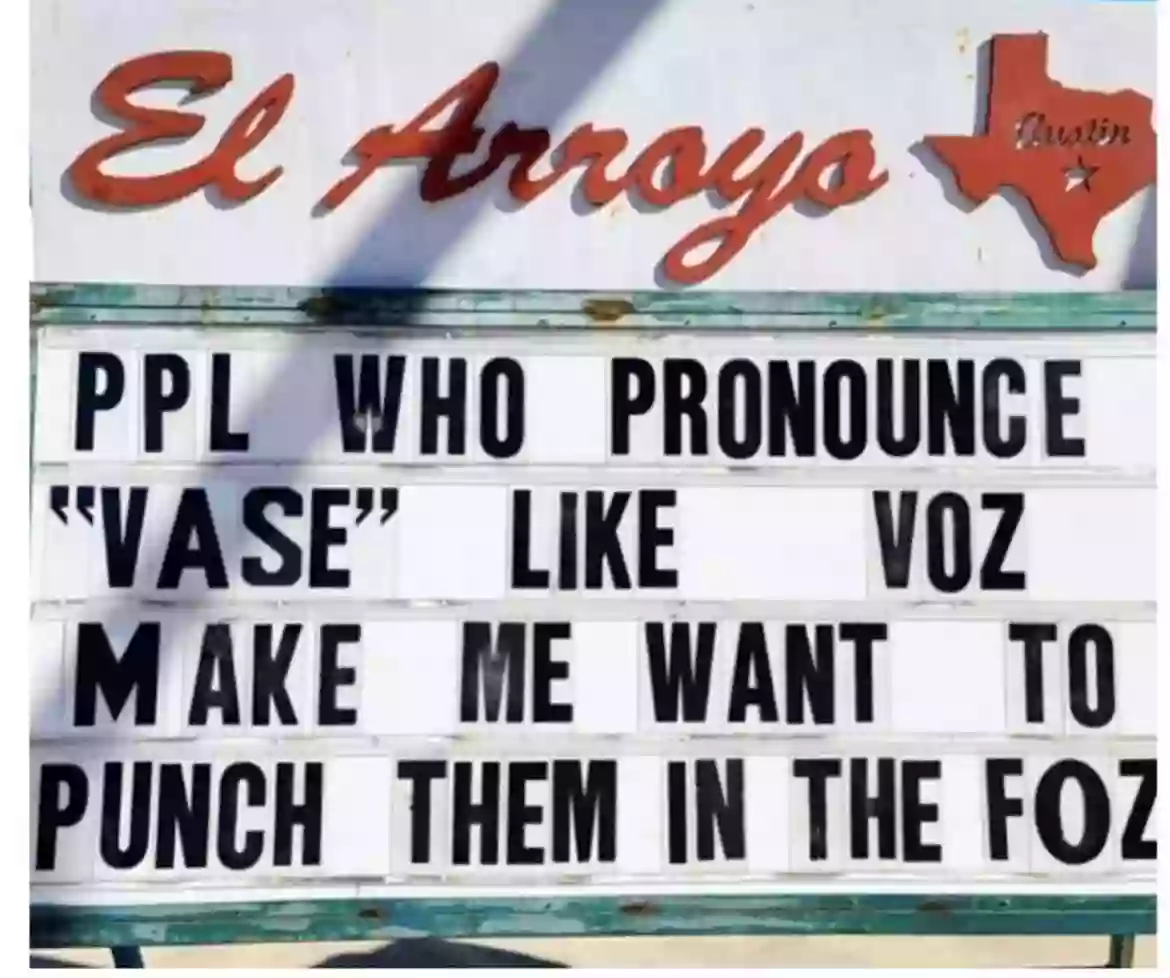 El Arroyo
Austin
PPL WHO PRONOUNCE
"VASE" LIKE VOZ
MAKE ME WANT TO
PUNCH THEM IN THE FOZ